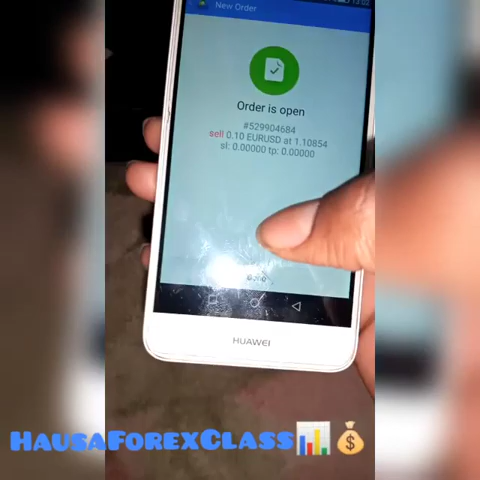 New Order
Order is open
#529904684
sell 0.10 EURUSD at 1.10854
sl: 0.00000 tp: 0.00000
HUAWEI
HausaForexClass